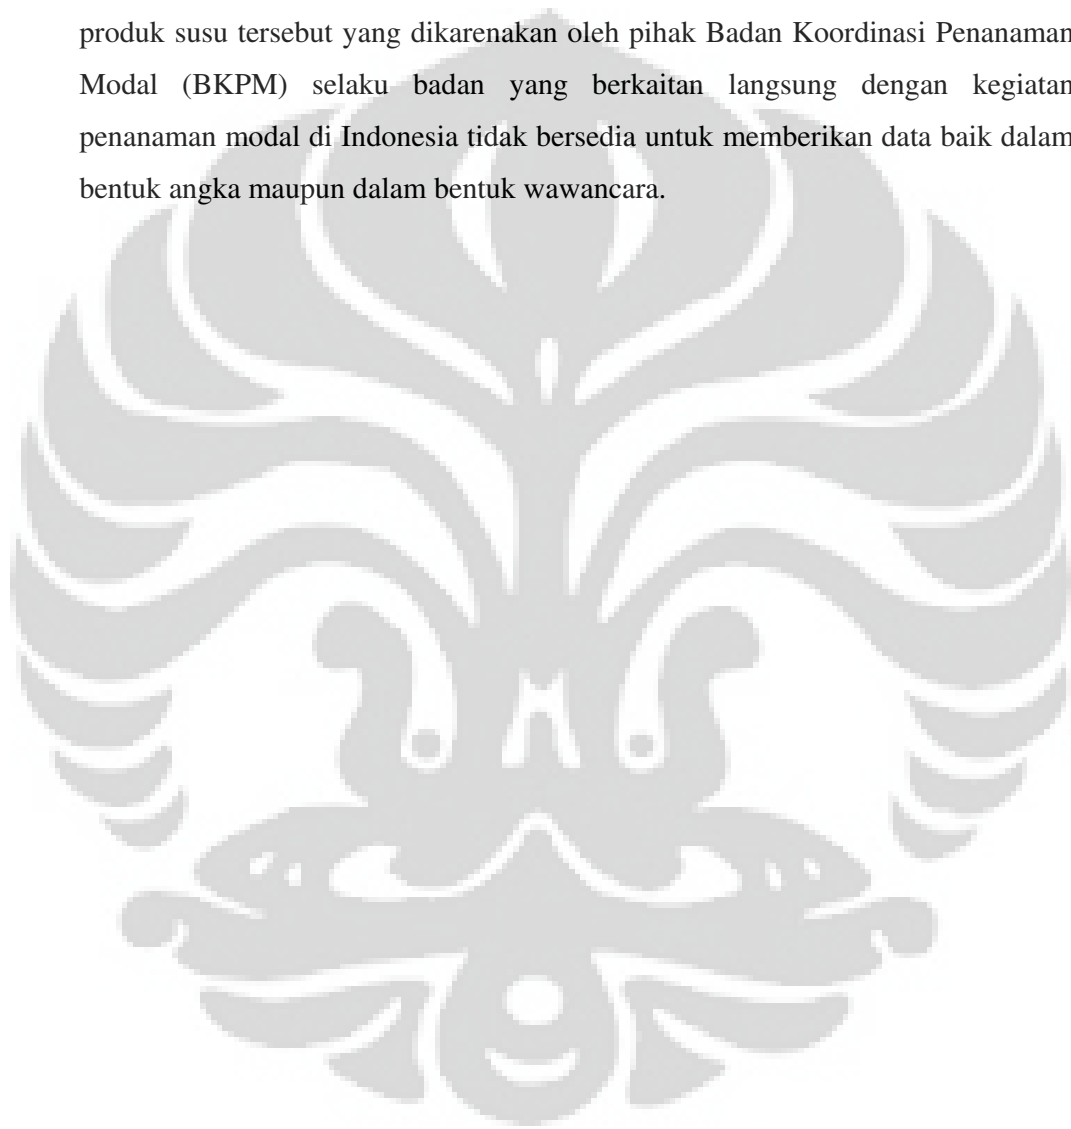 produk susu tersebut yang dikarenakan oleh pihak Badan Koordinasi Penanaman
Modal (BKPM) selaku badan yang berkaitan langsung dengan kegiatan
penanaman modal di Indonesia tidak bersedia untuk memberikan data baik dalam
bentuk angka maupun dalam bentuk wawancara.